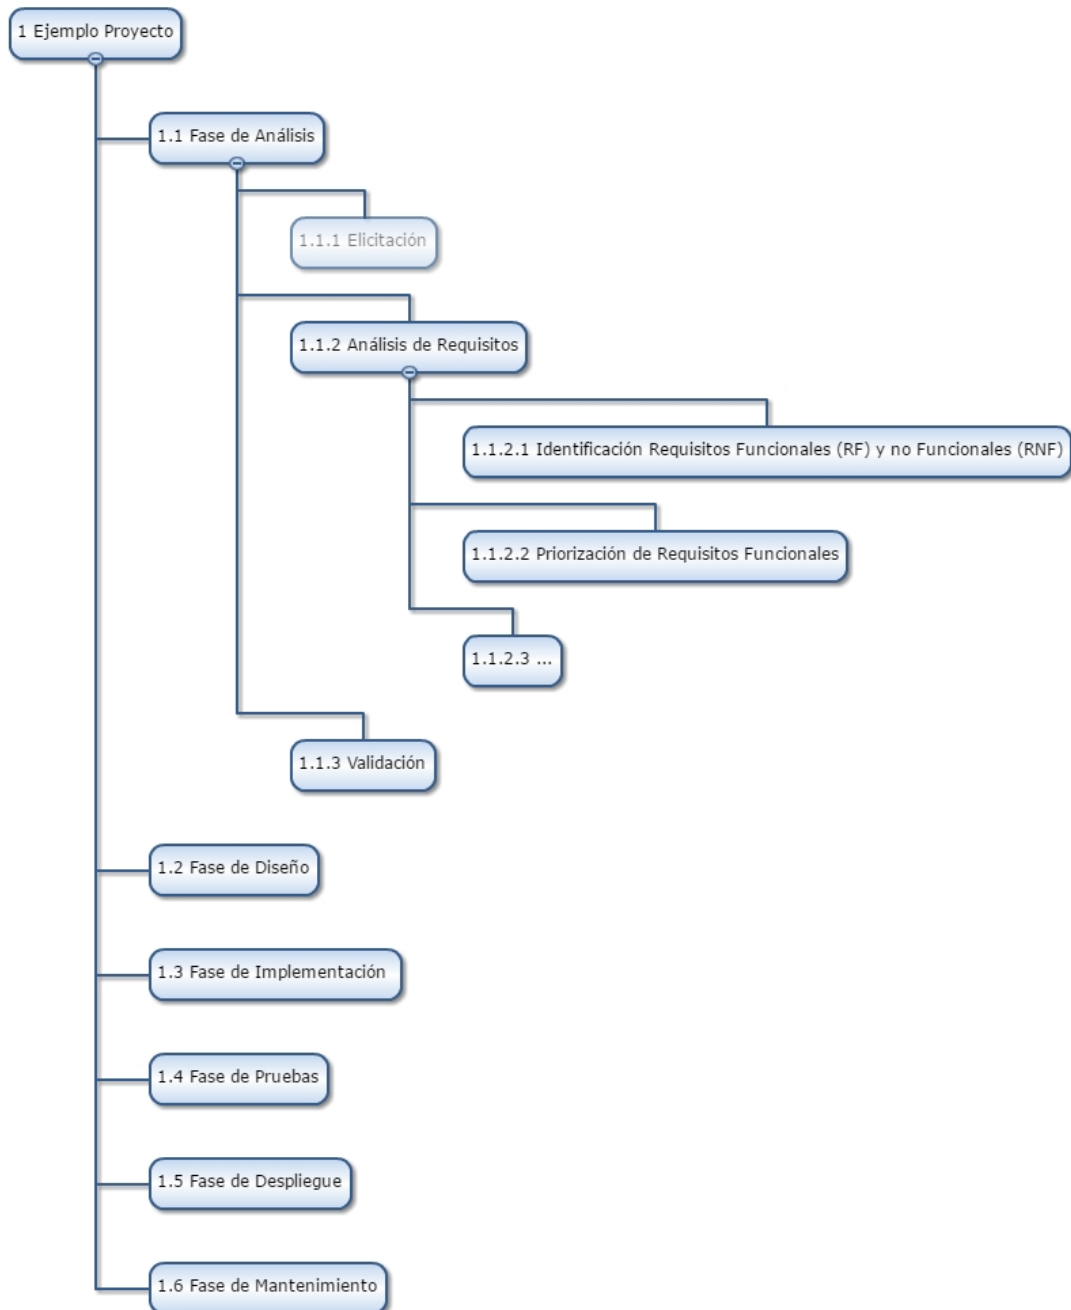 1 Ejemplo Proyecto
1.1 Fase de Análisis
1.1.1 Elicitación
1.1.2 Análisis de Requisitos
1.1.2.1 Identificación Requisitos Funcionales (RF) y no Funcionales (RNF)
1.1.2.2 Priorización de Requisitos Funcionales
1.1.2.3 ...
1.1.3 Validación
1.2 Fase de Diseño
1.3 Fase de Implementación
1.4 Fase de Pruebas
1.5 Fase de Despliegue
1.6 Fase de Mantenimiento